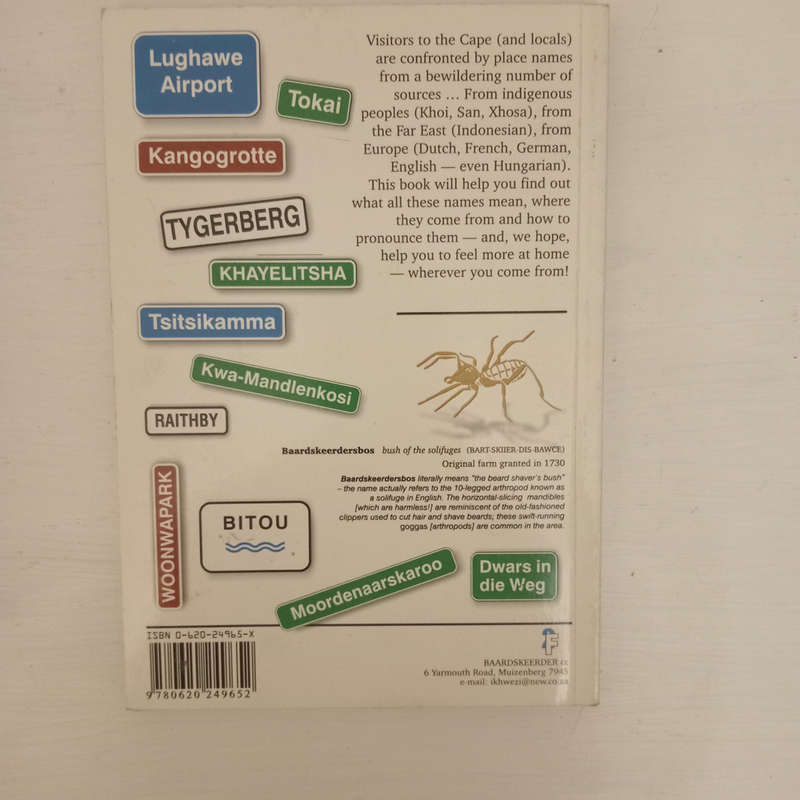 Lughawe
Airport
Tokai
Kangogrotte
TYGERBERG
KHAYELITSHA
Tsitsikamma
Kwa-Mandlenkosi
RAITHBY
WOONWAPARK
BITOU
Moordenaarskaroo
Dwars in
die Weg
Visitors to the Cape (and locals)
are confronted by place names
from a bewildering number of
sources ... From indigenous
peoples (Khoi, San, Xhosa), from
the Far East (Indonesian), from
Europe (Dutch, French, German,
English — even Hungarian).
This book will help you find out
what all these names mean, where
they come from and how to
pronounce them — and, we hope,
help you to feel more at home
— wherever you come from!
Baardskeerdersbos bush of the solifuges (BART-SKIIER-DIS-BAWCE)
Original farm granted in 1730
Baardskeerdersbos literally means "the beard shaver's bush"
– the name actually refers to the 10-legged arthropod known as
a solifuge in English. The horizontal-slicing mandibles
[which are harmless!] are reminiscent of the old-fashioned
clippers used to cut hair and shave beards; these swift-running
goggas [arthropods] are common in the area.
ISBN 0-620-24965-X
9 780620 249652
BAARDSKEERDER cc
6 Yarmouth Road, Muizenberg 7945
e-mail: ikhwezi@new.co.za